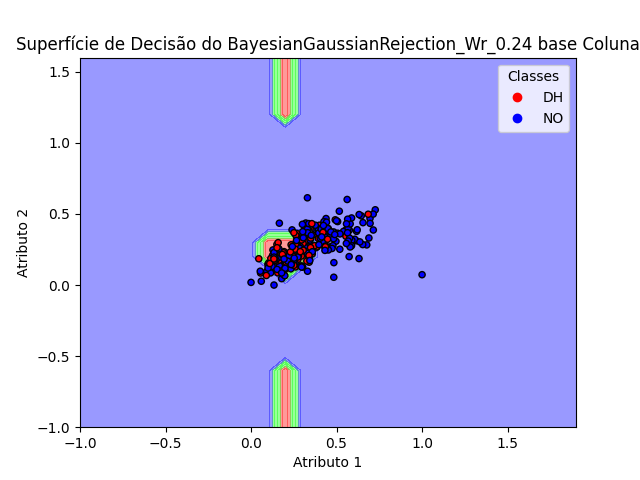 Superfície de Decisão do BayesianGaussianRejection_Wr_0.24 base Coluna
Classes
DH
NO
1.5
1.0
0.5
0.0
−0.5
−1.0
Atributo 2
−1.0
−0.5
0.0
0.5
1.0
1.5
Atributo 1